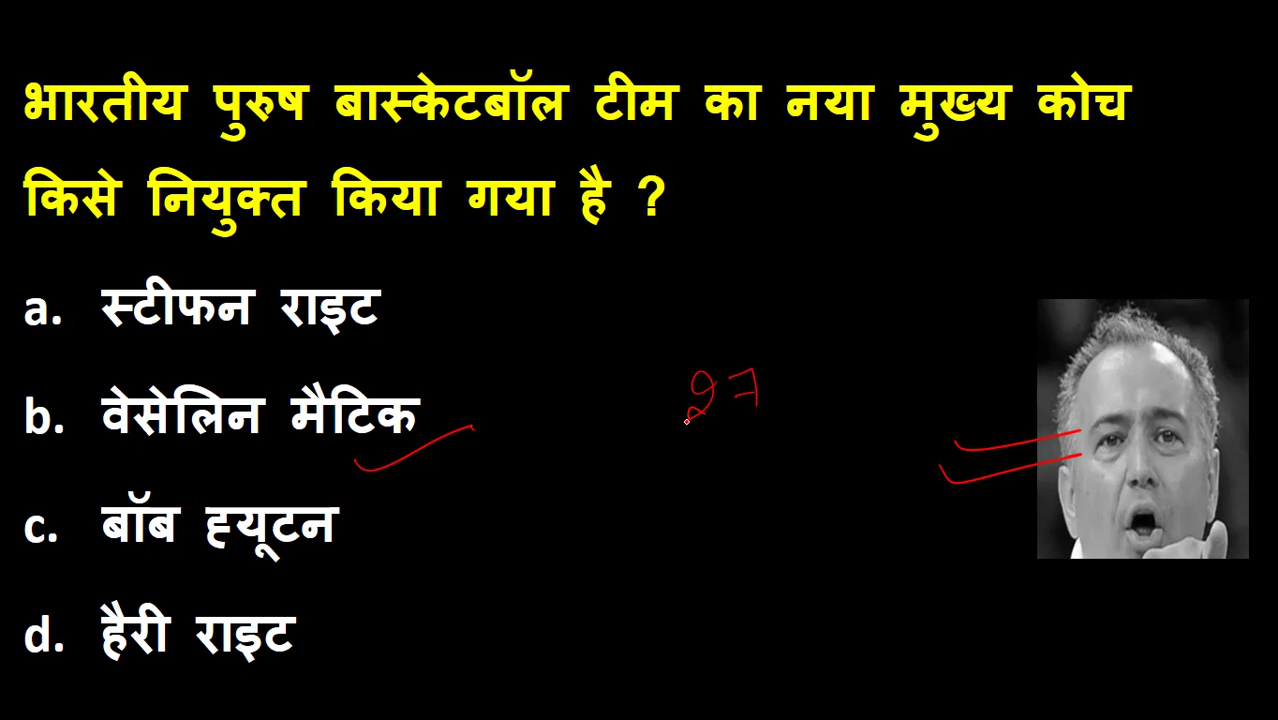 भारतीय पुरुष बास्केटबॉल टीम का नया मुख्य कोच
किसे नियुक्त किया गया है ?
a. स्टीफन राइट
b. वेसेलिन मैटिक
c. बॉब ह्यूटन
d. हैरी राइट